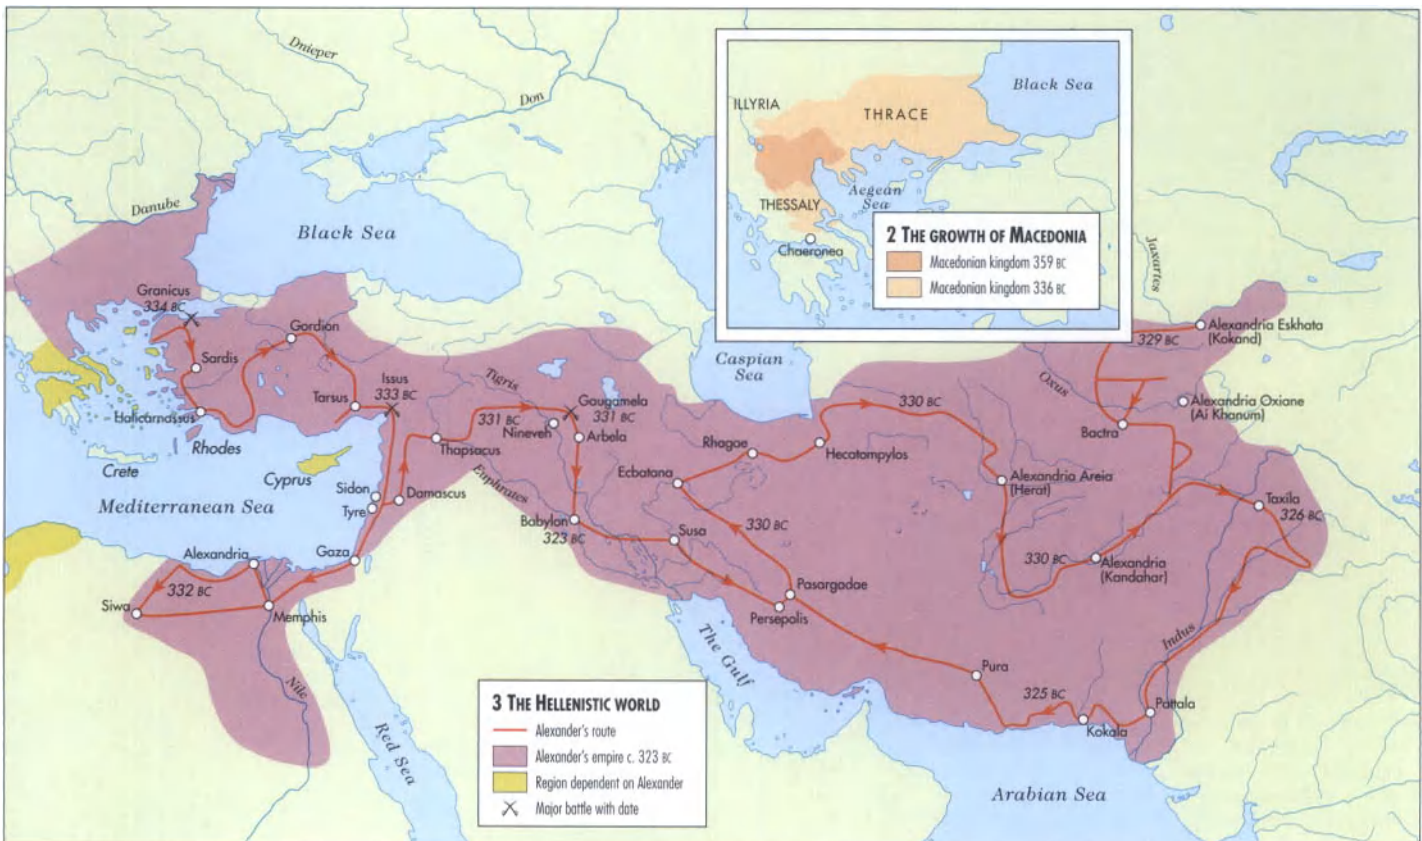 Dnieper
Don
Danube
Black Sea
Granicus
334 BC
Gordion
Sardis
Tarsus
Issus
333 BC
Halicarnassus
Rhodes
Crete
Cyprus
Mediterranean Sea
Sidon
Tyre
Damascus
Thapsacus
Tigris
331 BC
Nineveh
Gaugamela
331 BC
Arbela
Euphrates
Babylon
323 BC
Alexandria
Gaza
332 BC
Siwa
Memphis
Nile
Red Sea
ILLYRIA
THRACE
Black Sea
Aegean
Sea
THESSALY
Chaeronea
2 THE GROWTH OF MACEDONIA
Macedonian kingdom 359 BC
Macedonian kingdom 336 BC
Caspian
Sea
Jaxartes
329 BC
Alexandria Eskhata
(Kokand)
Oxus
Alexandria Oxiane
(Ai Khanum)
Bactra
Rhagae
330 BC
Hecatompylos
Ecbatana
Alexandria Areia
(Herat)
Taxila
326 BC
Susa
330 BC
330 BC
Alexandria
(Kandahar)
Pasargadae
Persepolis
The Gulf
Indus
Pura
325 BC
Pattala
Kokala
Arabian Sea
3 THE HELLENISTIC WORLD
Alexander's route
Alexander's empire c. 323 BC
Region dependent on Alexander
Major battle with date